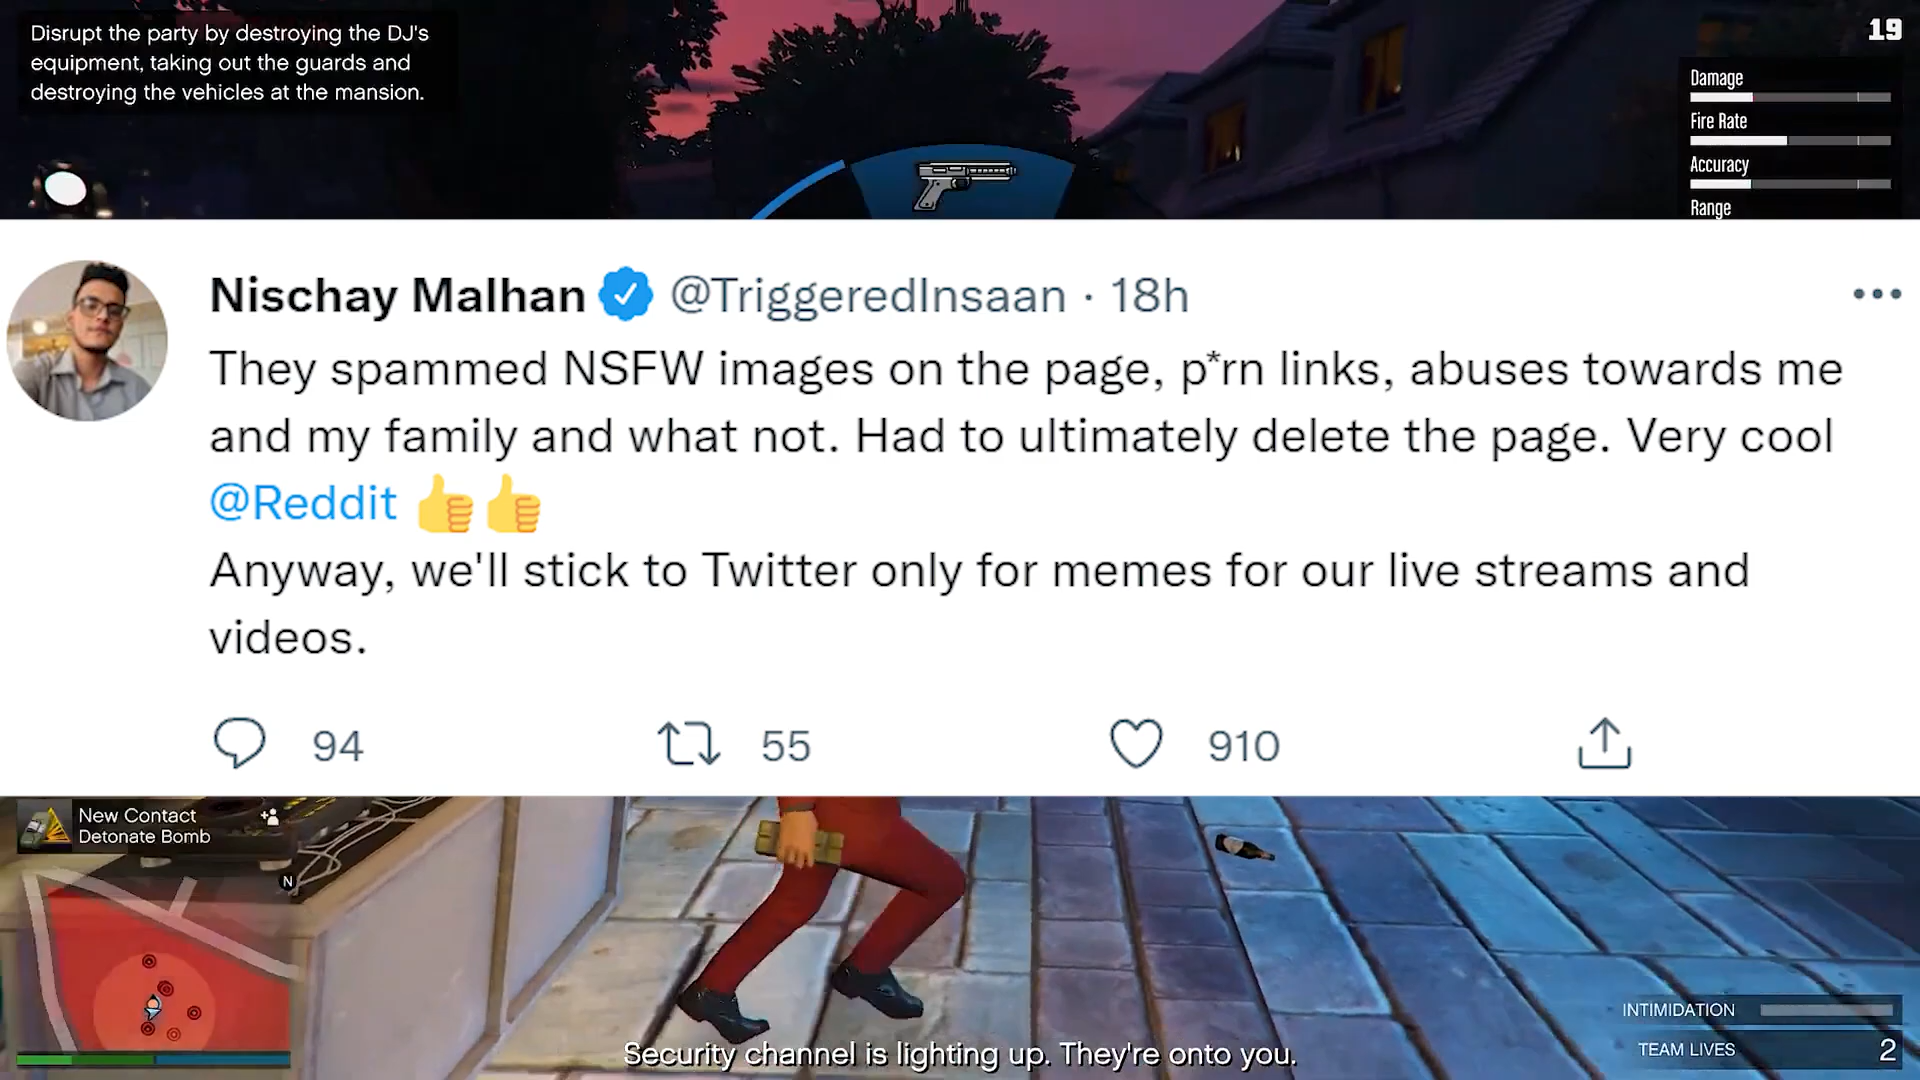 Disrupt the party by destroying the DJ's
equipment, taking out the guards and
destroying the vehicles at the mansion.
19
Damage
Fire Rate
Accuracy
Range
Nischay Malhan @TriggeredInsaan · 18h
They spammed NSFW images on the page, p*rn links, abuses towards me
and my family and what not. Had to ultimately delete the page. Very cool
@Reddit 👍👍
Anyway, we'll stick to Twitter only for memes for our live streams and
videos.
94 55 910
New Contact
Detonate Bomb
N
INTIMIDATION
TEAM LIVES 2
Security channel is lighting up. They're onto you.